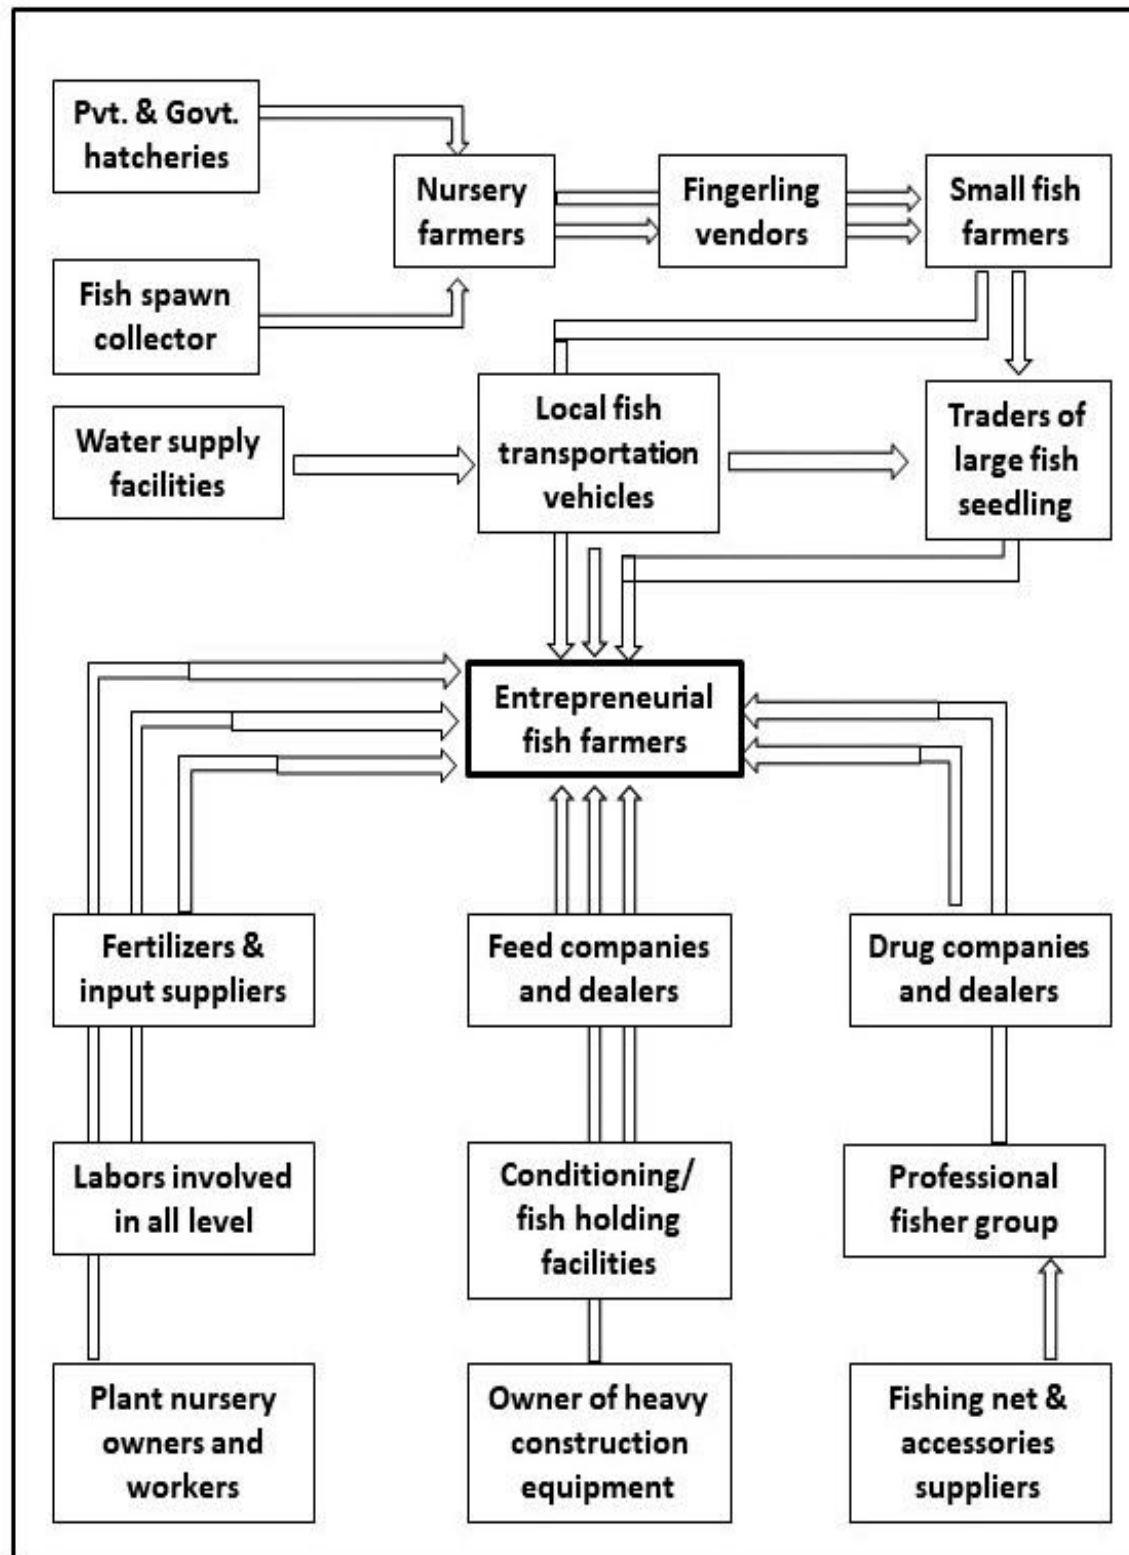 Pvt. & Govt.
hatcheries
Nursery
farmers
Fingerling
vendors
Small fish
farmers
Fish spawn
collector
Water supply
facilities
Local fish
transportation
vehicles
Traders of
large fish
seedling
Entrepreneurial
fish farmers
Fertilizers &
input suppliers
Feed companies
and dealers
Drug companies
and dealers
Labors involved
in all level
Conditioning/
fish holding
facilities
Professional
fisher group
Plant nursery
owners and
workers
Owner of heavy
construction
equipment
Fishing net &
accessories
suppliers